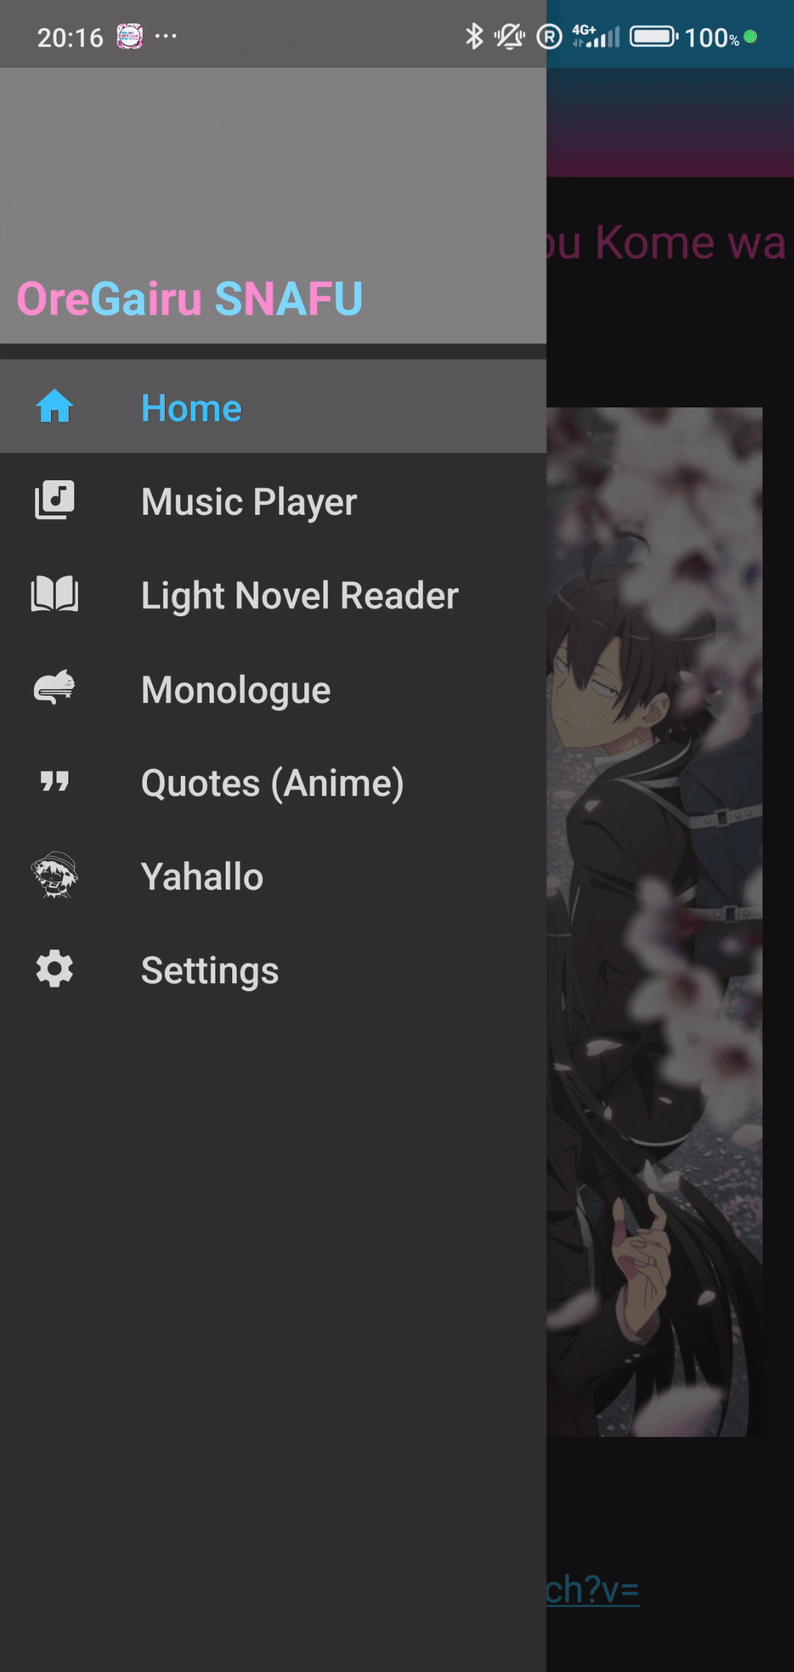 20:16 ... R 4G+ 100%
OreGairu SNAFU
ou Kome wa
Home
Music Player
Light Novel Reader
Monologue
Quotes (Anime)
Yahallo
Settings
ch?v=